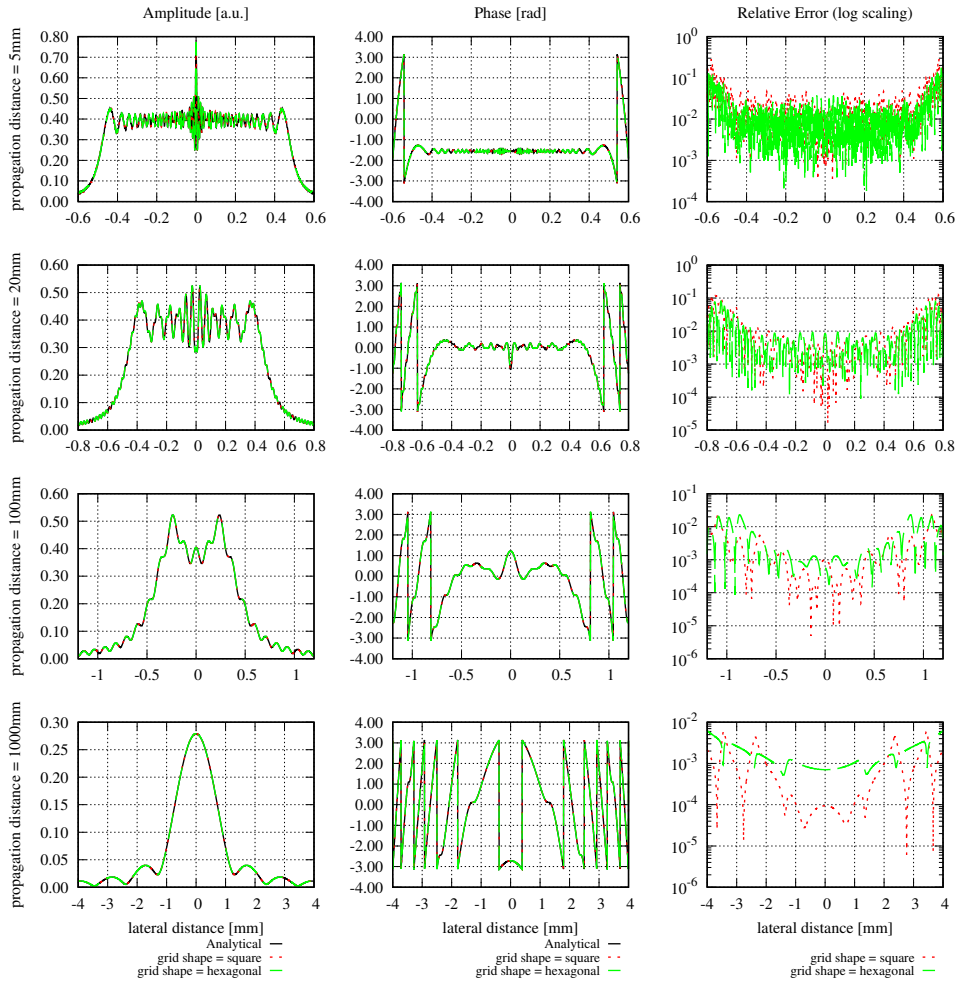 Amplitude [a.u.] Phase [rad] Relative Error (log scaling)
propagation distance = 5mm
0.80 0.70 0.60 0.50 0.40 0.30 0.20 0.10 0.00
-0.6 -0.4 -0.2 0 0.2 0.4 0.6
4.00 3.00 2.00 1.00 0.00 -1.00 -2.00 -3.00 -4.00
-0.6 -0.4 -0.2 0 0.2 0.4 0.6
10^0 10^-1 10^-2 10^-3 10^-4
-0.6 -0.4 -0.2 0.0 0.2 0.4 0.6
propagation distance = 20mm
0.60 0.50 0.40 0.30 0.20 0.10 0.00
-0.8 -0.6 -0.4 -0.2 0 0.2 0.4 0.6 0.8
4.00 3.00 2.00 1.00 0.00 -1.00 -2.00 -3.00 -4.00
-0.8 -0.6 -0.4 -0.2 0 0.2 0.4 0.6 0.8
10^0 10^-1 10^-2 10^-3 10^-4 10^-5
-0.8 -0.6 -0.4 -0.2 0.0 0.2 0.4 0.6 0.8
propagation distance = 100mm
0.60 0.50 0.40 0.30 0.20 0.10 0.00
-1 -0.5 0 0.5 1
4.00 3.00 2.00 1.00 0.00 -1.00 -2.00 -3.00 -4.00
-1 -0.5 0 0.5 1
10^-1 10^-2 10^-3 10^-4 10^-5 10^-6
-1 -0.5 0 0.5 1
propagation distance = 1000mm
0.30 0.25 0.20 0.15 0.10 0.05 0.00
-4 -3 -2 -1 0 1 2 3 4
4.00 3.00 2.00 1.00 0.00 -1.00 -2.00 -3.00 -4.00
-4 -3 -2 -1 0 1 2 3 4
10^-2 10^-3 10^-4 10^-5 10^-6
-4 -3 -2 -1 0 1 2 3 4
lateral distance [mm] lateral distance [mm] lateral distance [mm]
Analytical
grid shape = square
grid shape = hexagonal
Analytical
grid shape = square
grid shape = hexagonal
grid shape = square
grid shape = hexagonal